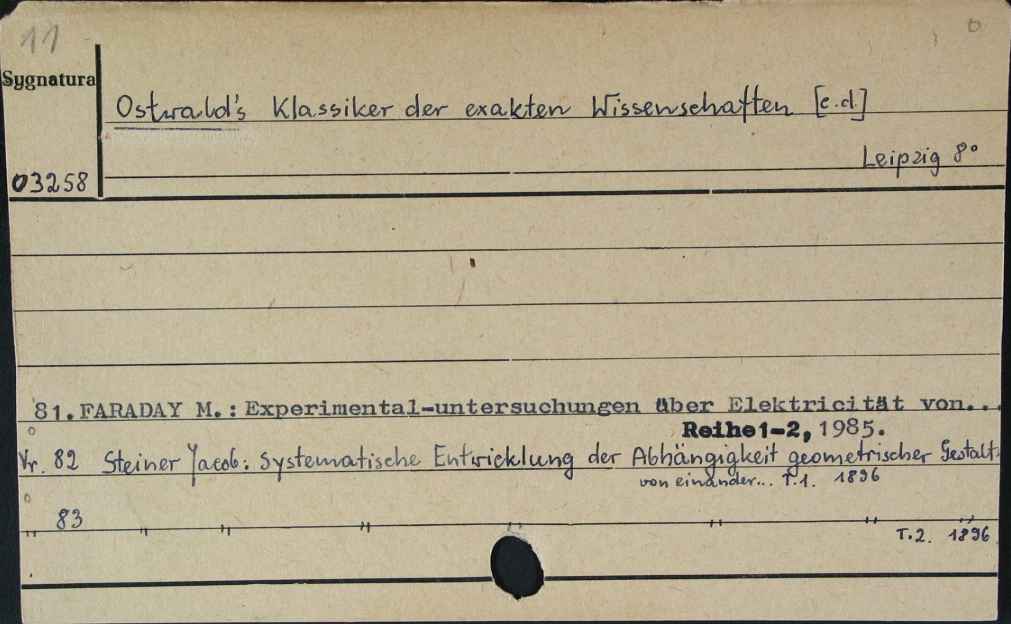 11
Sygnatura
Ostwald's Klassiker der exakten Wissenschaften [c.d.]
Leipzig 8°
03258
81. FARADAY M.: Experimental-untersuchungen über Elektricität von...
Reihe 1-2, 1985.
Nr. 82 Steiner Jacob: Systematische Entwicklung der Abhängigkeit geometrischer Gestalt.
von einander... T.1. 1896
" 83 " " " " " " "
T.2. 1896